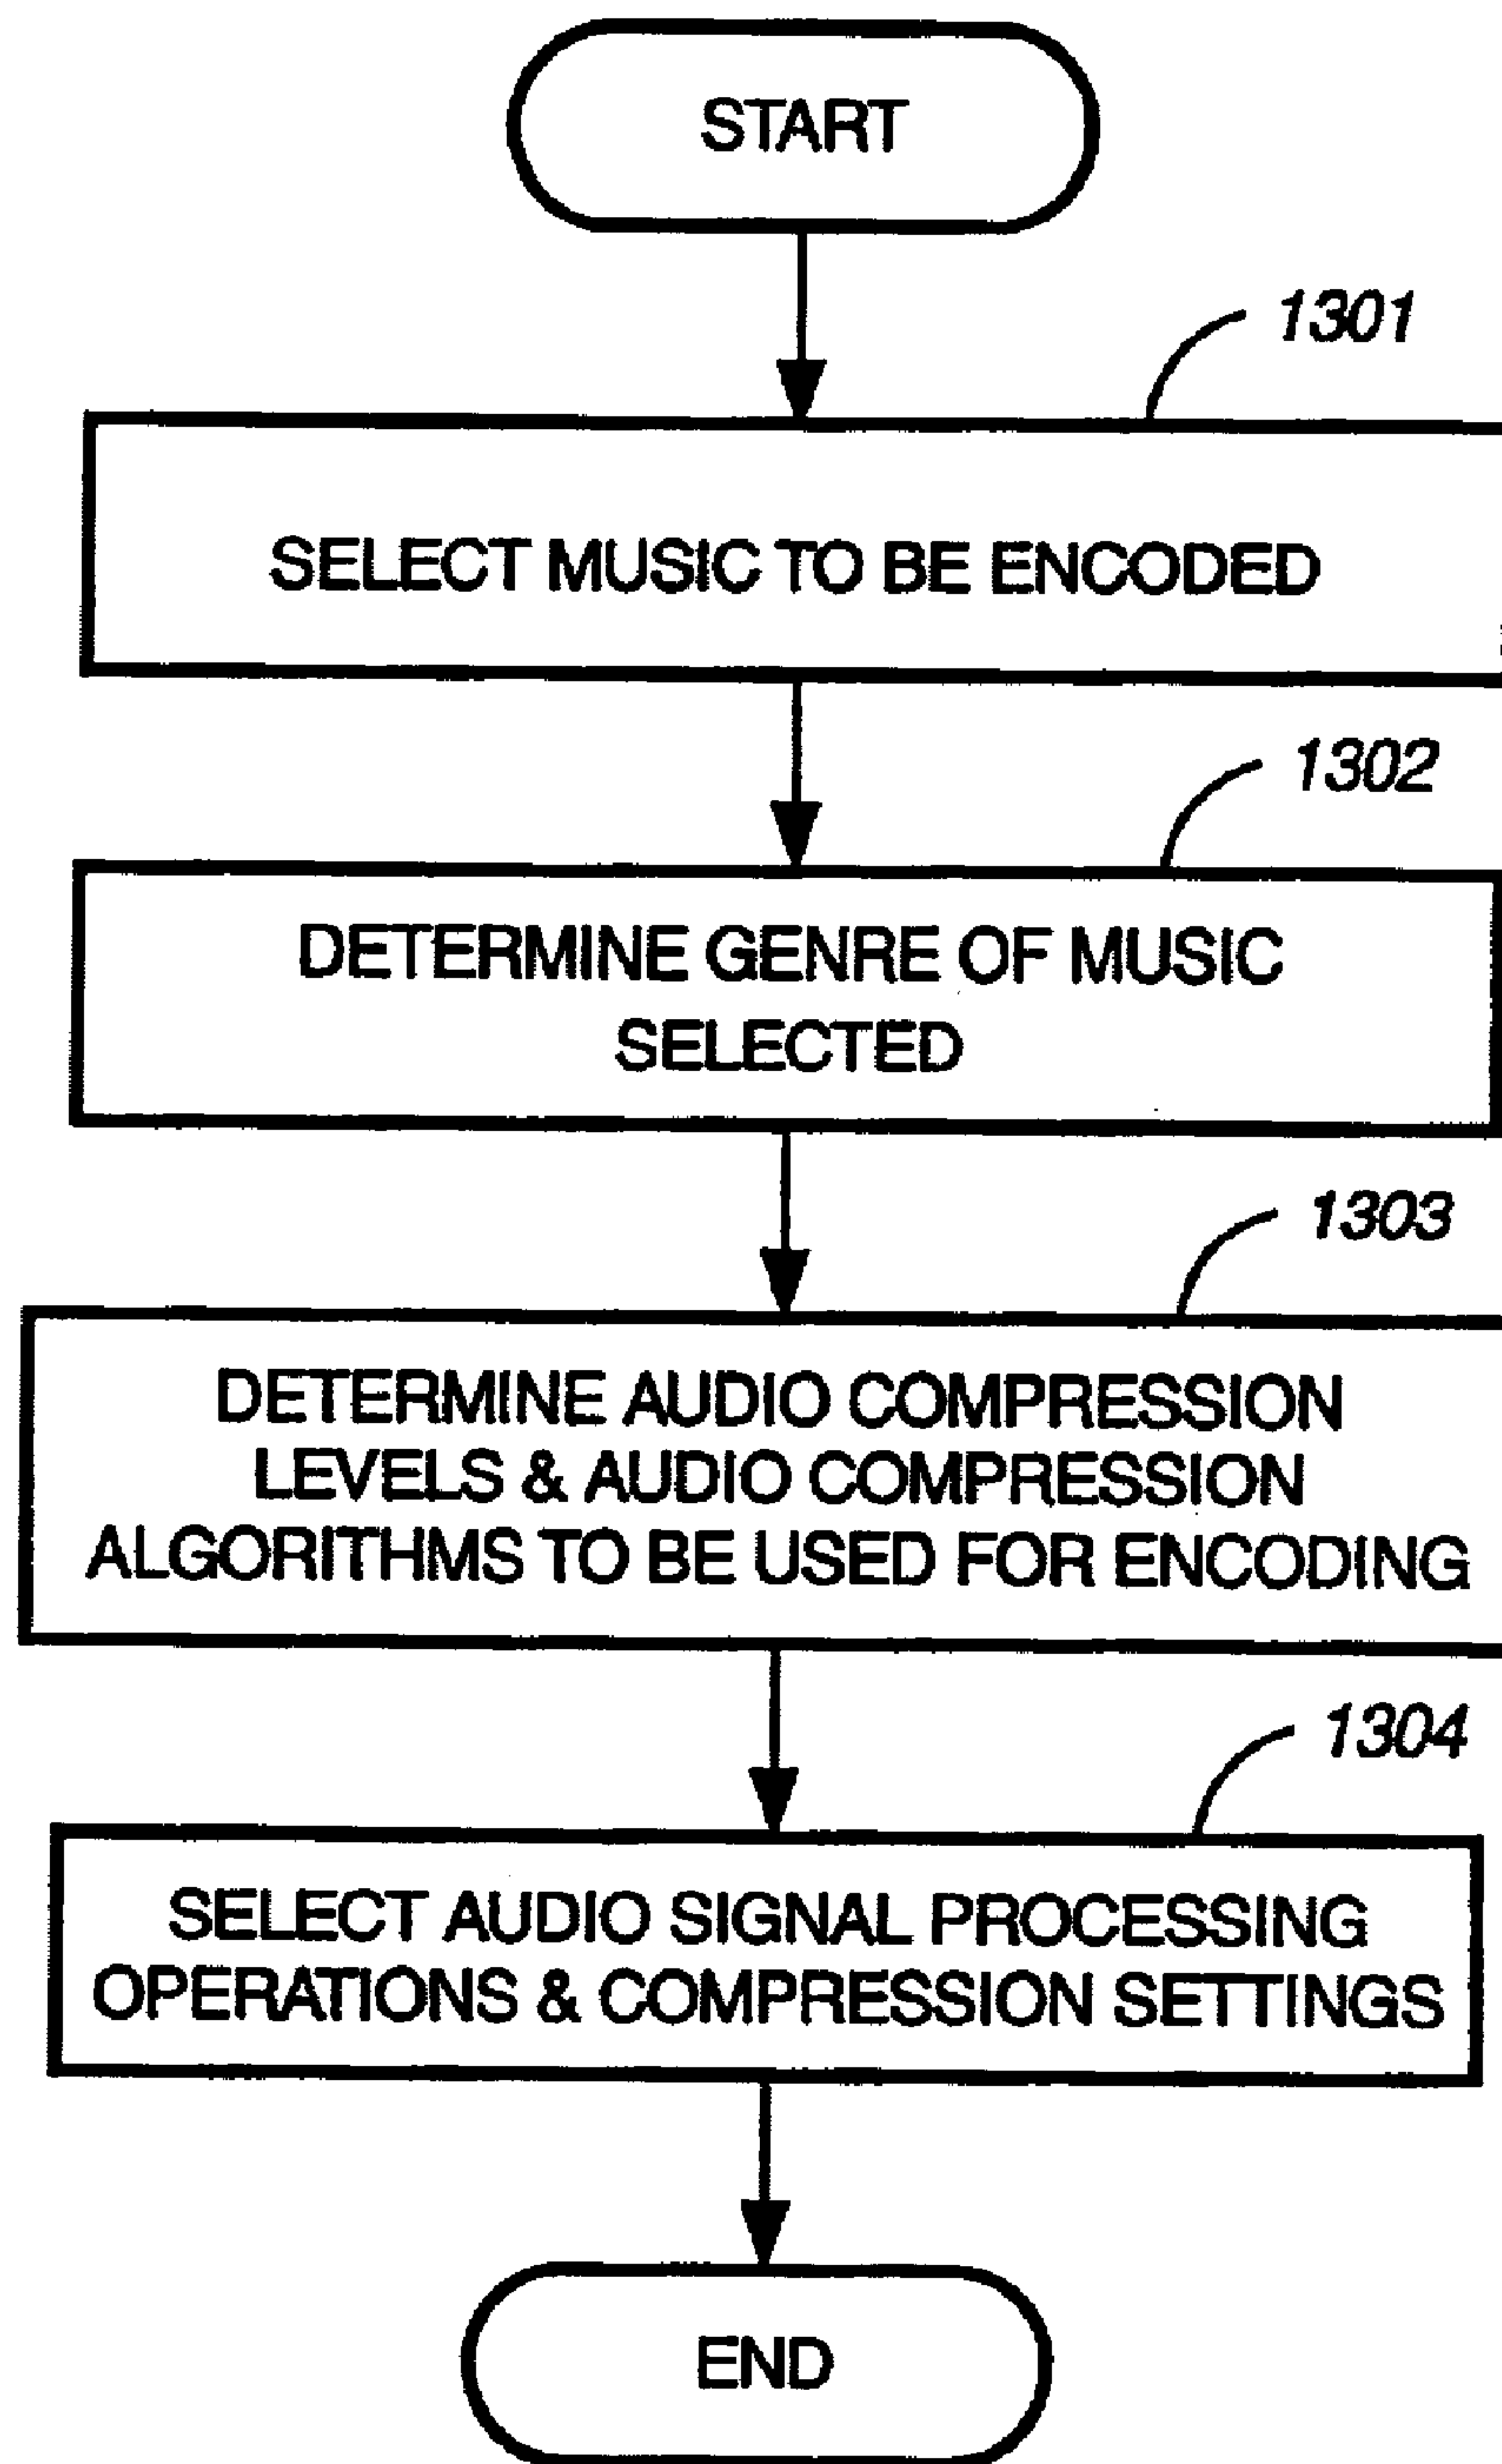 START
1301
SELECT MUSIC TO BE ENCODED
1302
DETERMINE GENRE OF MUSIC
SELECTED
1303
DETERMINE AUDIO COMPRESSION
LEVELS & AUDIO COMPRESSION
ALGORITHMS TO BE USED FOR ENCODING
1304
SELECT AUDIO SIGNAL PROCESSING
OPERATIONS & COMPRESSION SETTINGS
END